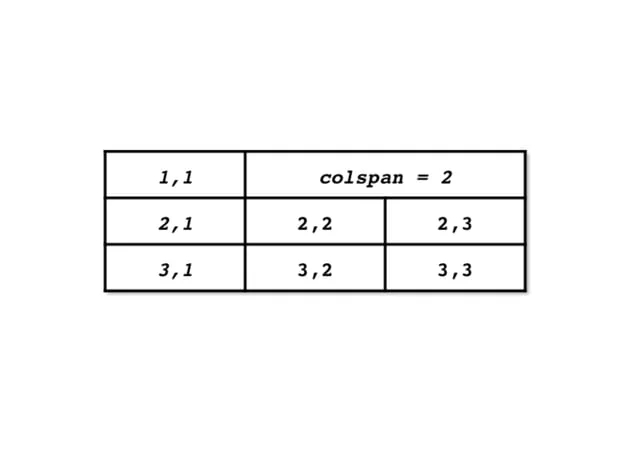 1,1 colspan = 2
2,1 2,2 2,3
3,1 3,2 3,3